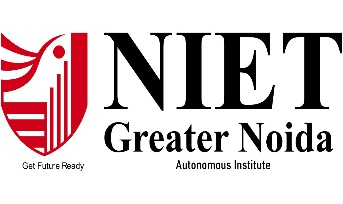 NIET
Greater Noida
Get Future Ready
Autonomous Institute